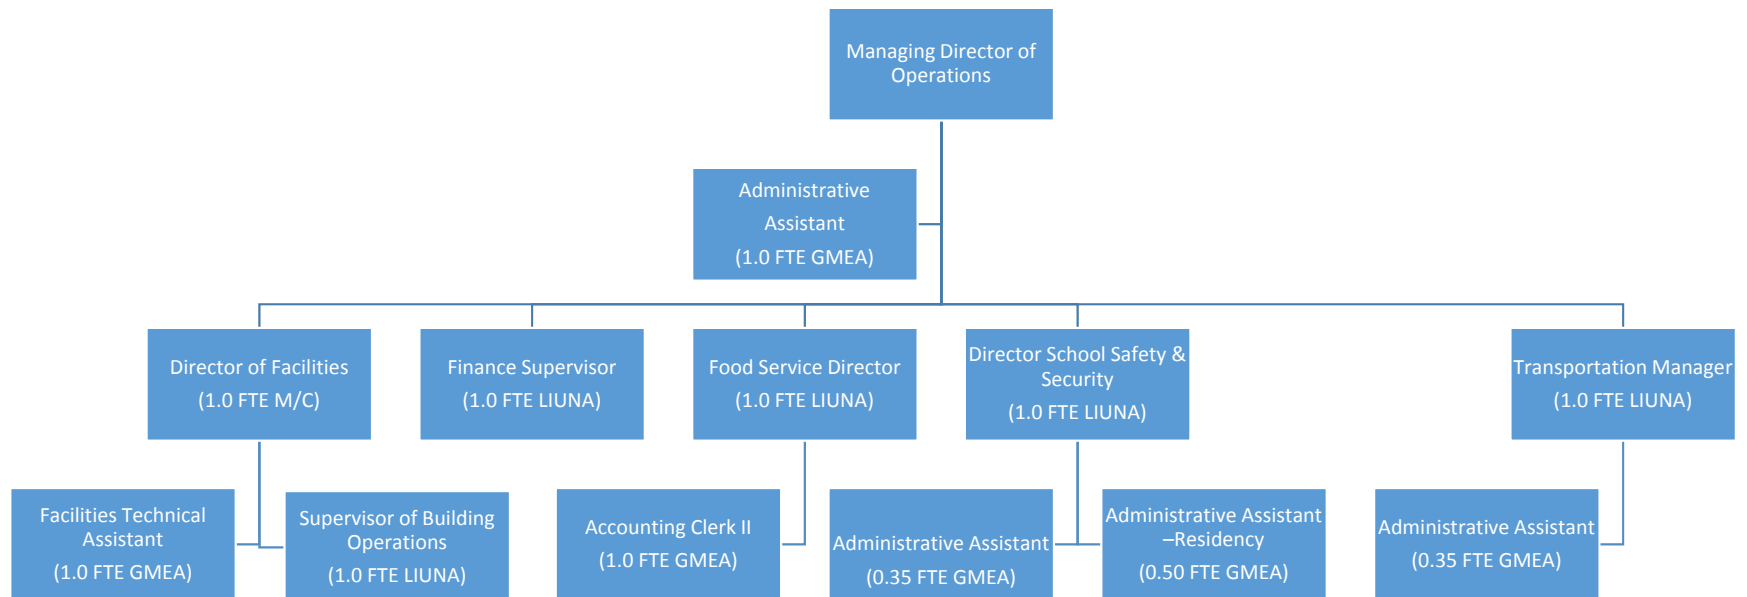 Managing Director of
Operations
Administrative
Assistant
(1.0 FTE GMEA)
Director of Facilities
(1.0 FTE M/C)
Finance Supervisor
(1.0 FTE LIUNA)
Food Service Director
(1.0 FTE LIUNA)
Director School Safety &
Security
(1.0 FTE LIUNA)
Transportation Manager
(1.0 FTE LIUNA)
Facilities Technical
Assistant
(1.0 FTE GMEA)
Supervisor of Building
Operations
(1.0 FTE LIUNA)
Accounting Clerk II
(1.0 FTE GMEA)
Administrative Assistant
(0.35 FTE GMEA)
Administrative Assistant
–Residency
(0.50 FTE GMEA)
Administrative Assistant
(0.35 FTE GMEA)